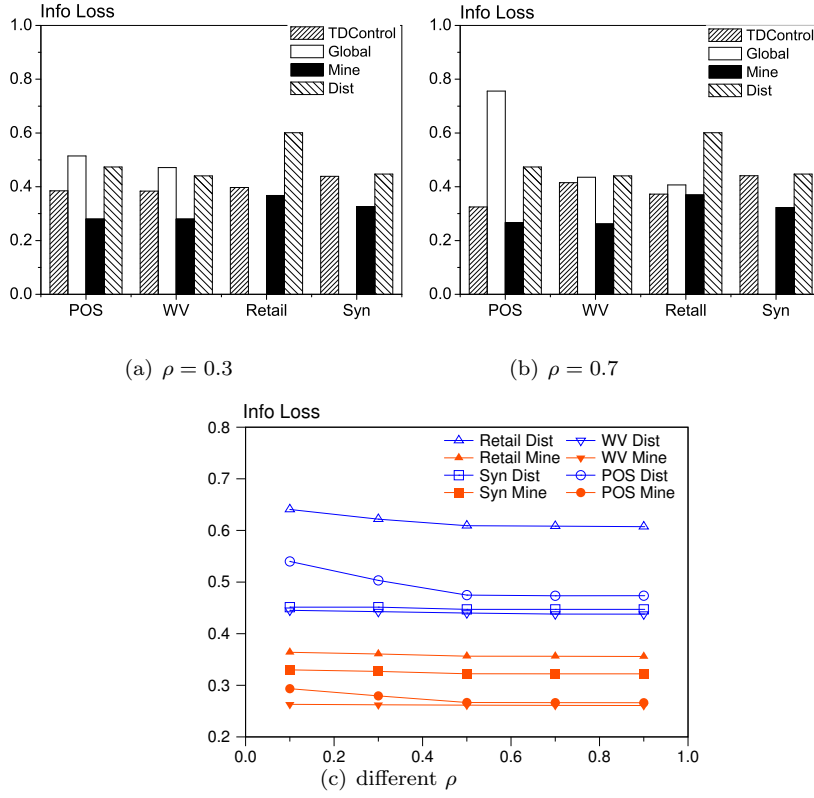 Info Loss
1.0
0.8
0.6
0.4
0.2
0.0
TDControl
Global
Mine
Dist
POS WV Retail Syn
(a) ρ = 0.3
Info Loss
1.0
0.8
0.6
0.4
0.2
0.0
TDControl
Global
Mine
Dist
POS WV Retall Syn
(b) ρ = 0.7
Info Loss
0.8
0.7
0.6
0.5
0.4
0.3
0.2
Retail Dist WV Dist
Retail Mine WV Mine
Syn Dist POS Dist
Syn Mine POS Mine
0.0 0.2 0.4 0.6 0.8 1.0
(c) different ρ